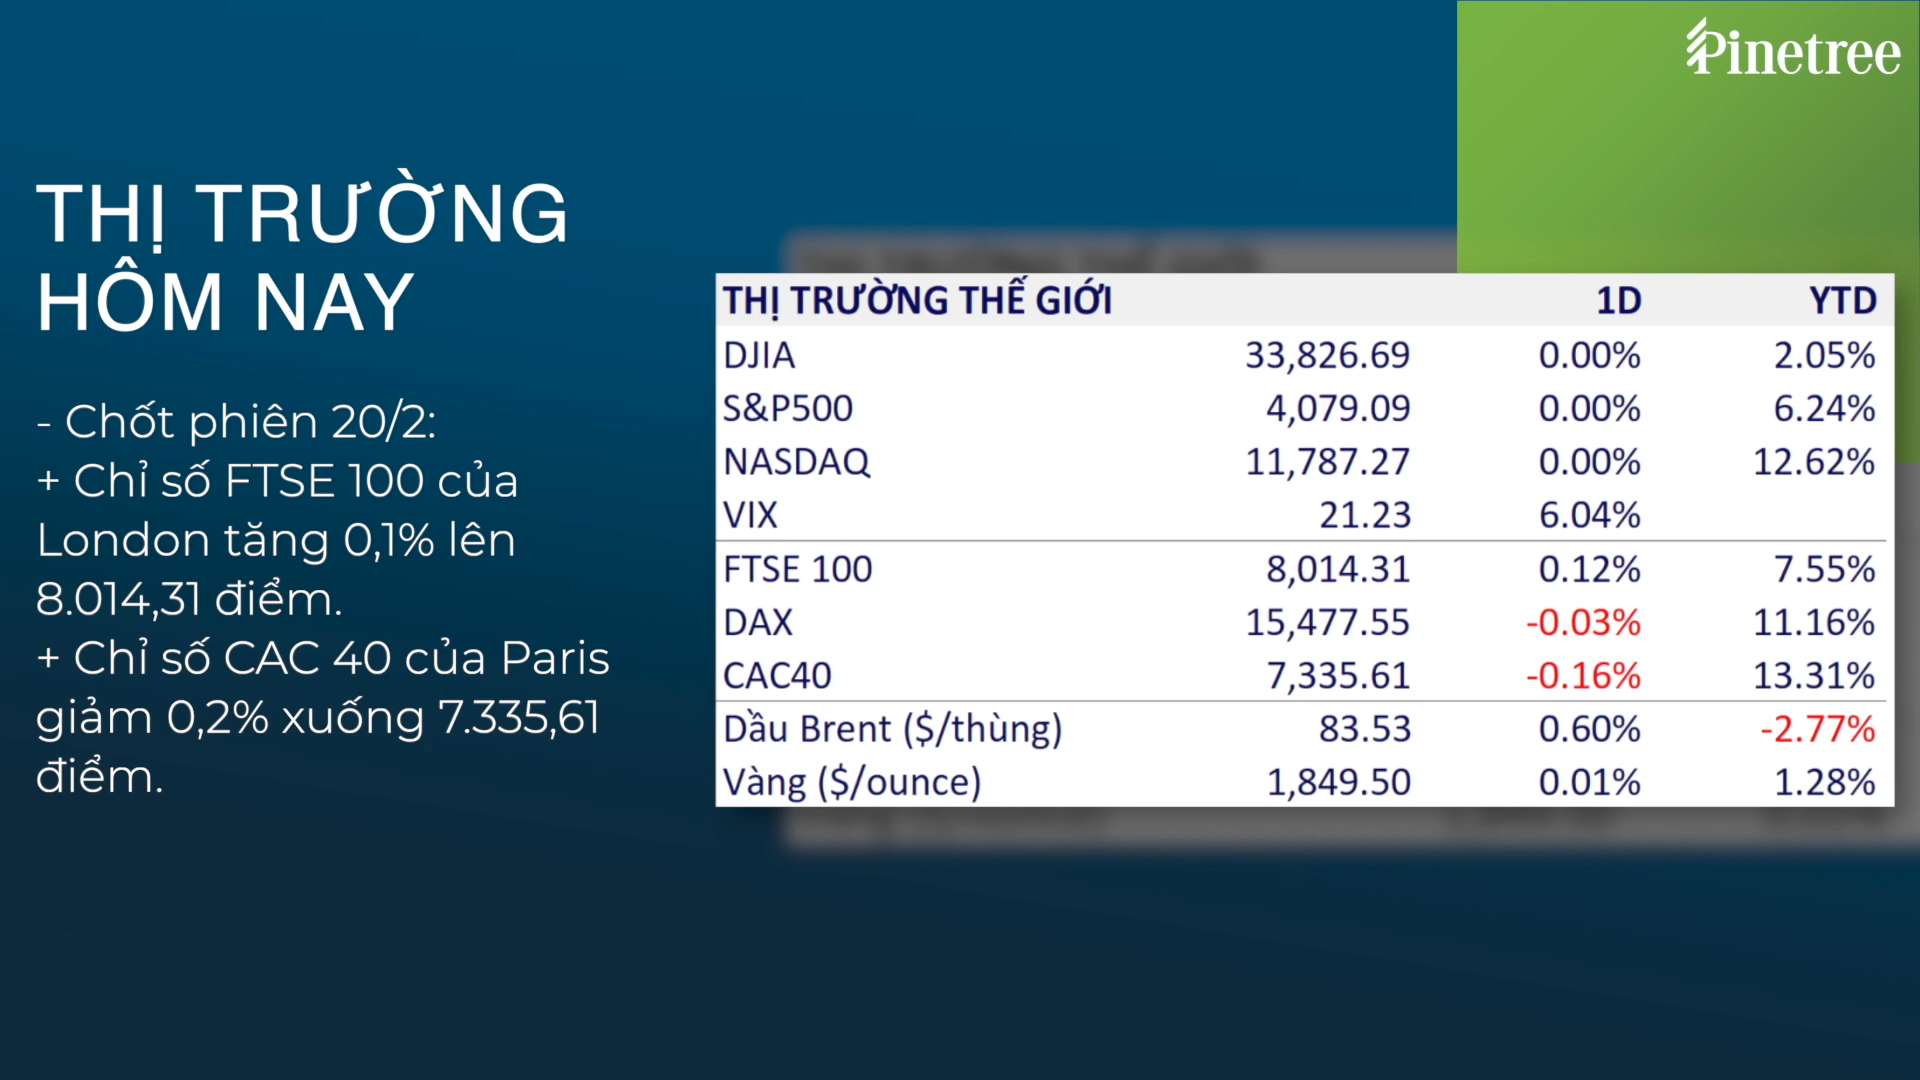 Pinetree
THỊ TRƯỜNG
HÔM NAY
- Chốt phiên 20/2:
+ Chỉ số FTSE 100 của
London tăng 0,1% lên
8.014,31 điểm.
+ Chỉ số CAC 40 của Paris
giảm 0,2% xuống 7.335,61
điểm.
THỊ TRƯỜNG THẾ GIỚI 1D YTD
DJIA 33,826.69 0.00% 2.05%
S&P500 4,079.09 0.00% 6.24%
NASDAQ 11,787.27 0.00% 12.62%
VIX 21.23 6.04%
FTSE 100 8,014.31 0.12% 7.55%
DAX 15,477.55 -0.03% 11.16%
CAC40 7,335.61 -0.16% 13.31%
Dầu Brent ($/thùng) 83.53 0.60% -2.77%
Vàng ($/ounce) 1,849.50 0.01% 1.28%